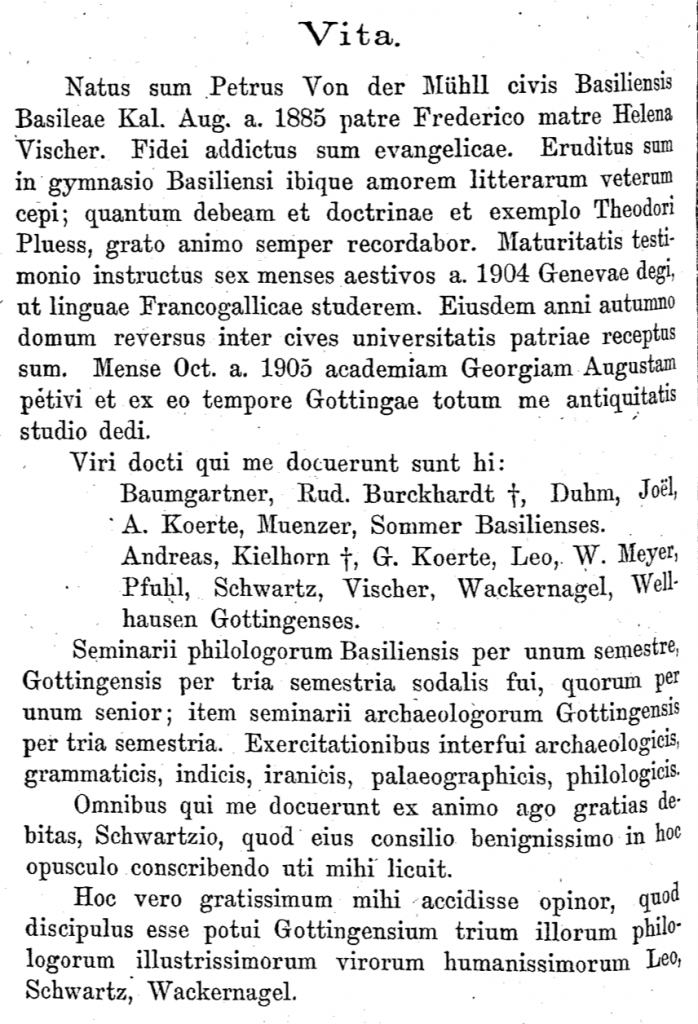 Vita.
Natus sum Petrus Von der Mühll civis Basiliensis
Basileae Kal. Aug. a. 1885 patre Frederico matre Helena
Vischer. Fidei addictus sum evangelicae. Eruditus sum
in gymnasio Basiliensi ibique amorem litterarum veterum
cepi; quantum debeam et doctrinae et exemplo Theodori
Pluess, grato animo semper recordabor. Maturitatis testi-
monio instructus sex menses aestivos a. 1904 Genevae degi,
ut linguae Francogallicae studerem. Eiusdem anni autumno
domum reversus inter cives universitatis patriae receptus
sum. Mense Oct. a. 1905 academiam Georgiam Augustam
petivi et ex eo tempore Gottingae totum me antiquitatis
studio dedi.
Viri docti qui me docuerunt sunt hi:
Baumgartner, Rud. Burckhardt †, Duhm, Joël,
A. Koerte, Muenzer, Sommer Basilienses.
Andreas, Kielhorn †, G. Koerte, Leo, W. Meyer,
Pfuhl, Schwartz, Vischer, Wackernagel, Well-
hausen Gottingenses.
Seminarii philologorum Basiliensis per unum semestre,
Gottingensis per tria semestria sodalis fui, quorum per
unum senior; item seminarii archaeologorum Gottingensis
per tria semestria. Exercitationibus interfui archaeologicis,
grammaticis, indicis, iranicis, palaeographicis, philologicis.
Omnibus qui me docuerunt ex animo ago gratias de-
bitas, Schwartzio, quod eius consilio benignissimo in hoc
opusculo conscribendo uti mihi licuit.
Hoc vero gratissimum mihi accidisse opinor, quod
discipulus esse potui Gottingensium trium illorum philo-
logorum illustrissimorum virorum humanissimorum Leo,
Schwartz, Wackernagel.